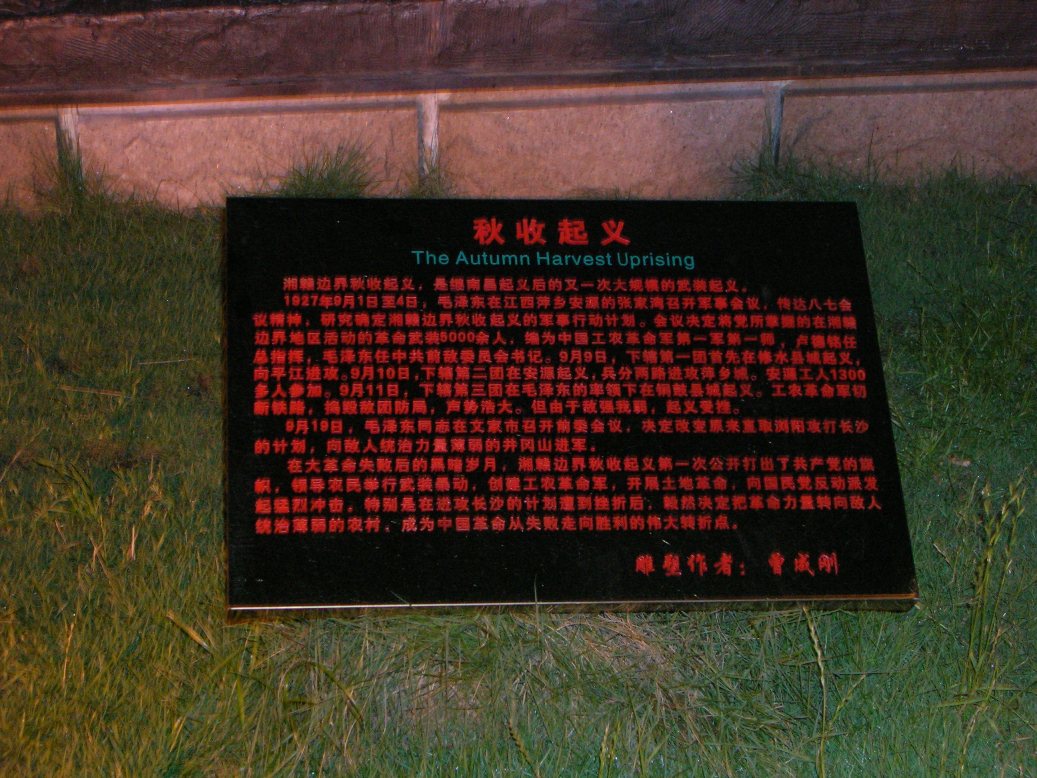 秋收起义
The Autumn Harvest Uprising
湘赣边界秋收起义，是继南昌起义后的又一次大规模的武装起义。
1927年9月1日至4日，毛泽东在江西萍乡安源的张家湾召开军事会议，传达八七会
议精神，研究确定湘赣边界秋收起义的军事行动计划。会议决定将党所掌握的在湘赣
边界地区活动的革命武装5000余人，编为中国工农革命军第一军第一师，卢德铭任
总指挥，毛泽东任中共前敌委员会书记。9月9日，下辖第一团首先在修水县城起义，
向平江进攻。9月10日，下辖第二团在安源起义，兵分两路进攻萍乡城。安源工人1300
多人参加。9月11日，下辖第三团在毛泽东的率领下在铜鼓县城起义。工农革命军切
断铁路，捣毁敌团防局，声势浩大。但由于敌强我弱，起义受挫。
9月19日，毛泽东同志在文家市召开前委会议，决定改变原来直取浏阳攻打长沙
的计划，向敌人统治力量薄弱的井冈山进军。
在大革命失败后的黑暗岁月，湘赣边界秋收起义第一次公开打出了共产党的旗
帜，领导农民举行武装暴动，创建工农革命军，开展土地革命，向国民党反动派发
起猛烈冲击，特别是在进攻长沙的计划遭到挫折后，毅然决定把革命力量转向敌人
统治薄弱的农村，成为中国革命从失败走向胜利的伟大转折点。
雕塑作者：曾成刚